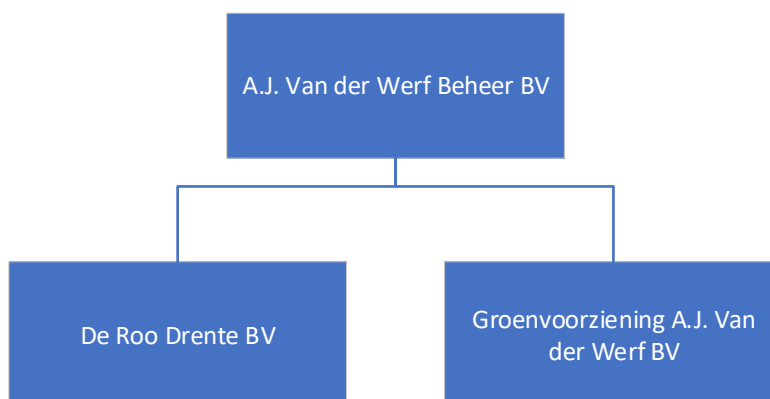 A.J. Van der Werf Beheer BV
De Roo Drente BV
Groenvoorziening A.J. Van
der Werf BV